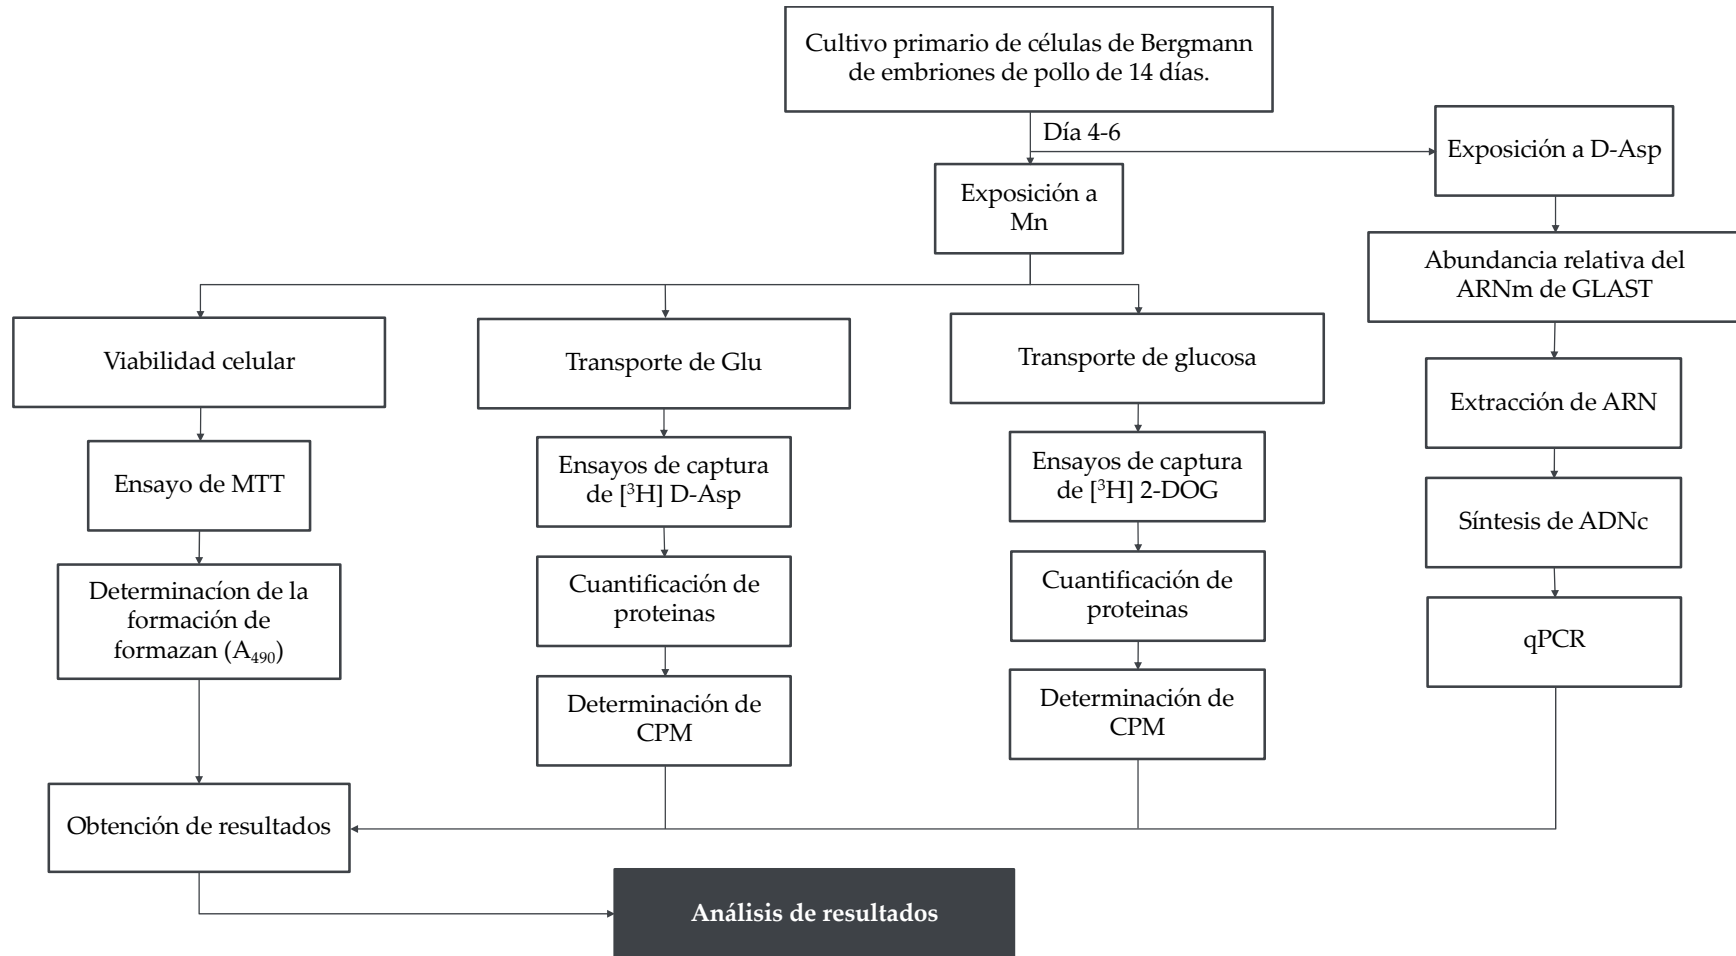 Cultivo primario de células de Bergmann
de embriones de pollo de 14 días.
Día 4-6
Exposición a D-Asp
Exposición a
Mn
Abundancia relativa del
ARNm de GLAST
Viabilidad celular
Transporte de Glu
Transporte de glucosa
Extracción de ARN
Ensayo de MTT
Ensayos de captura
de [³H] D-Asp
Ensayos de captura
de [³H] 2-DOG
Síntesis de ADNc
Determinacíon de la
formación de
formazan (A₄₉₀)
Cuantificación de
proteinas
Cuantificación de
proteinas
qPCR
Determinación de
CPM
Determinación de
CPM
Obtención de resultados
Análisis de resultados